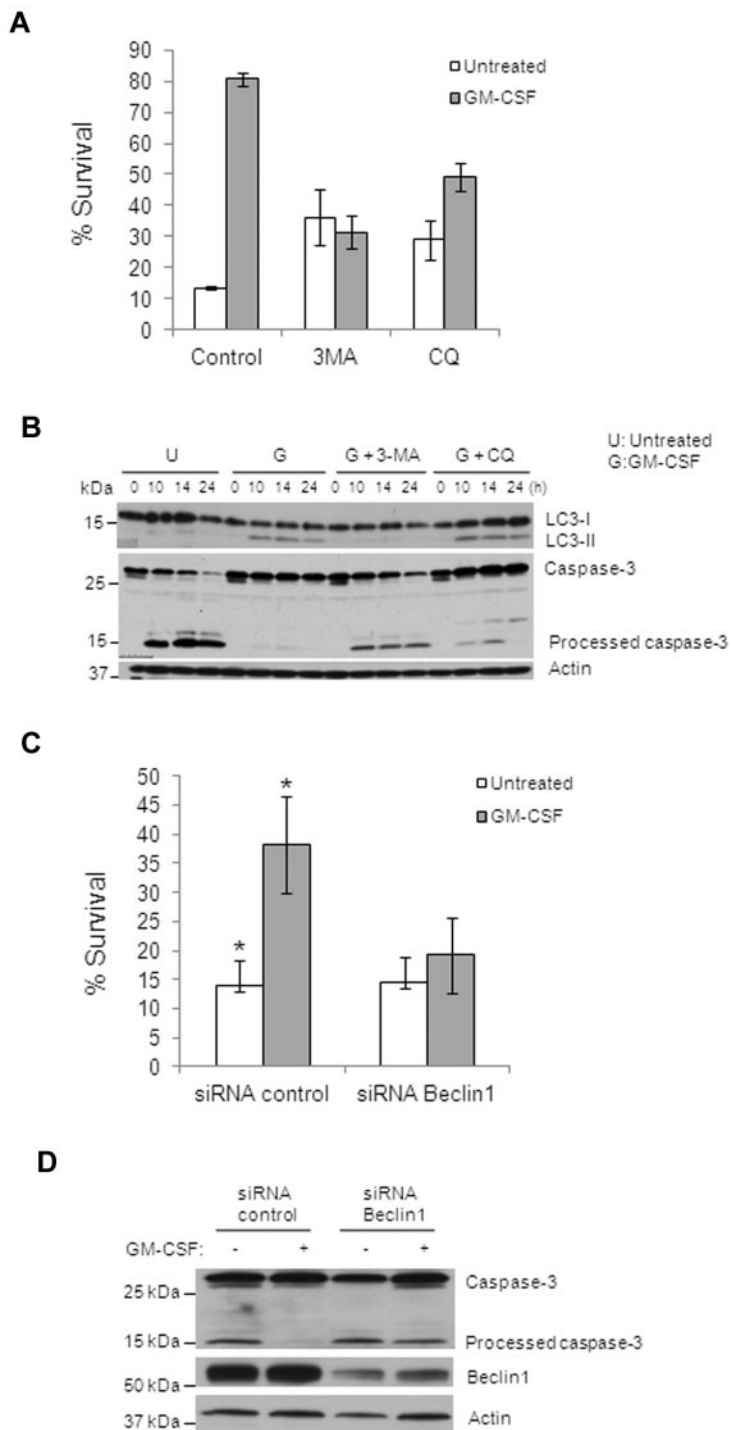 A
90
80
70
60
50
40
30
20
10
0
% Survival
Untreated
GM-CSF
Control 3MA CQ
B
U G G + 3-MA G + CQ
U: Untreated
G:GM-CSF
kDa 0 10 14 24 0 10 14 24 0 10 14 24 0 10 14 24 (h)
15
LC3-I
LC3-II
25
Caspase-3
15
Processed caspase-3
37
Actin
C
50
45
40
35
30
25
20
15
10
5
0
% Survival
* *
Untreated
GM-CSF
siRNA control siRNA Beclin1
D
siRNA control
siRNA Beclin1
GM-CSF: - + - +
25 kDa
Caspase-3
15 kDa
Processed caspase-3
50 kDa
Beclin1
37 kDa
Actin